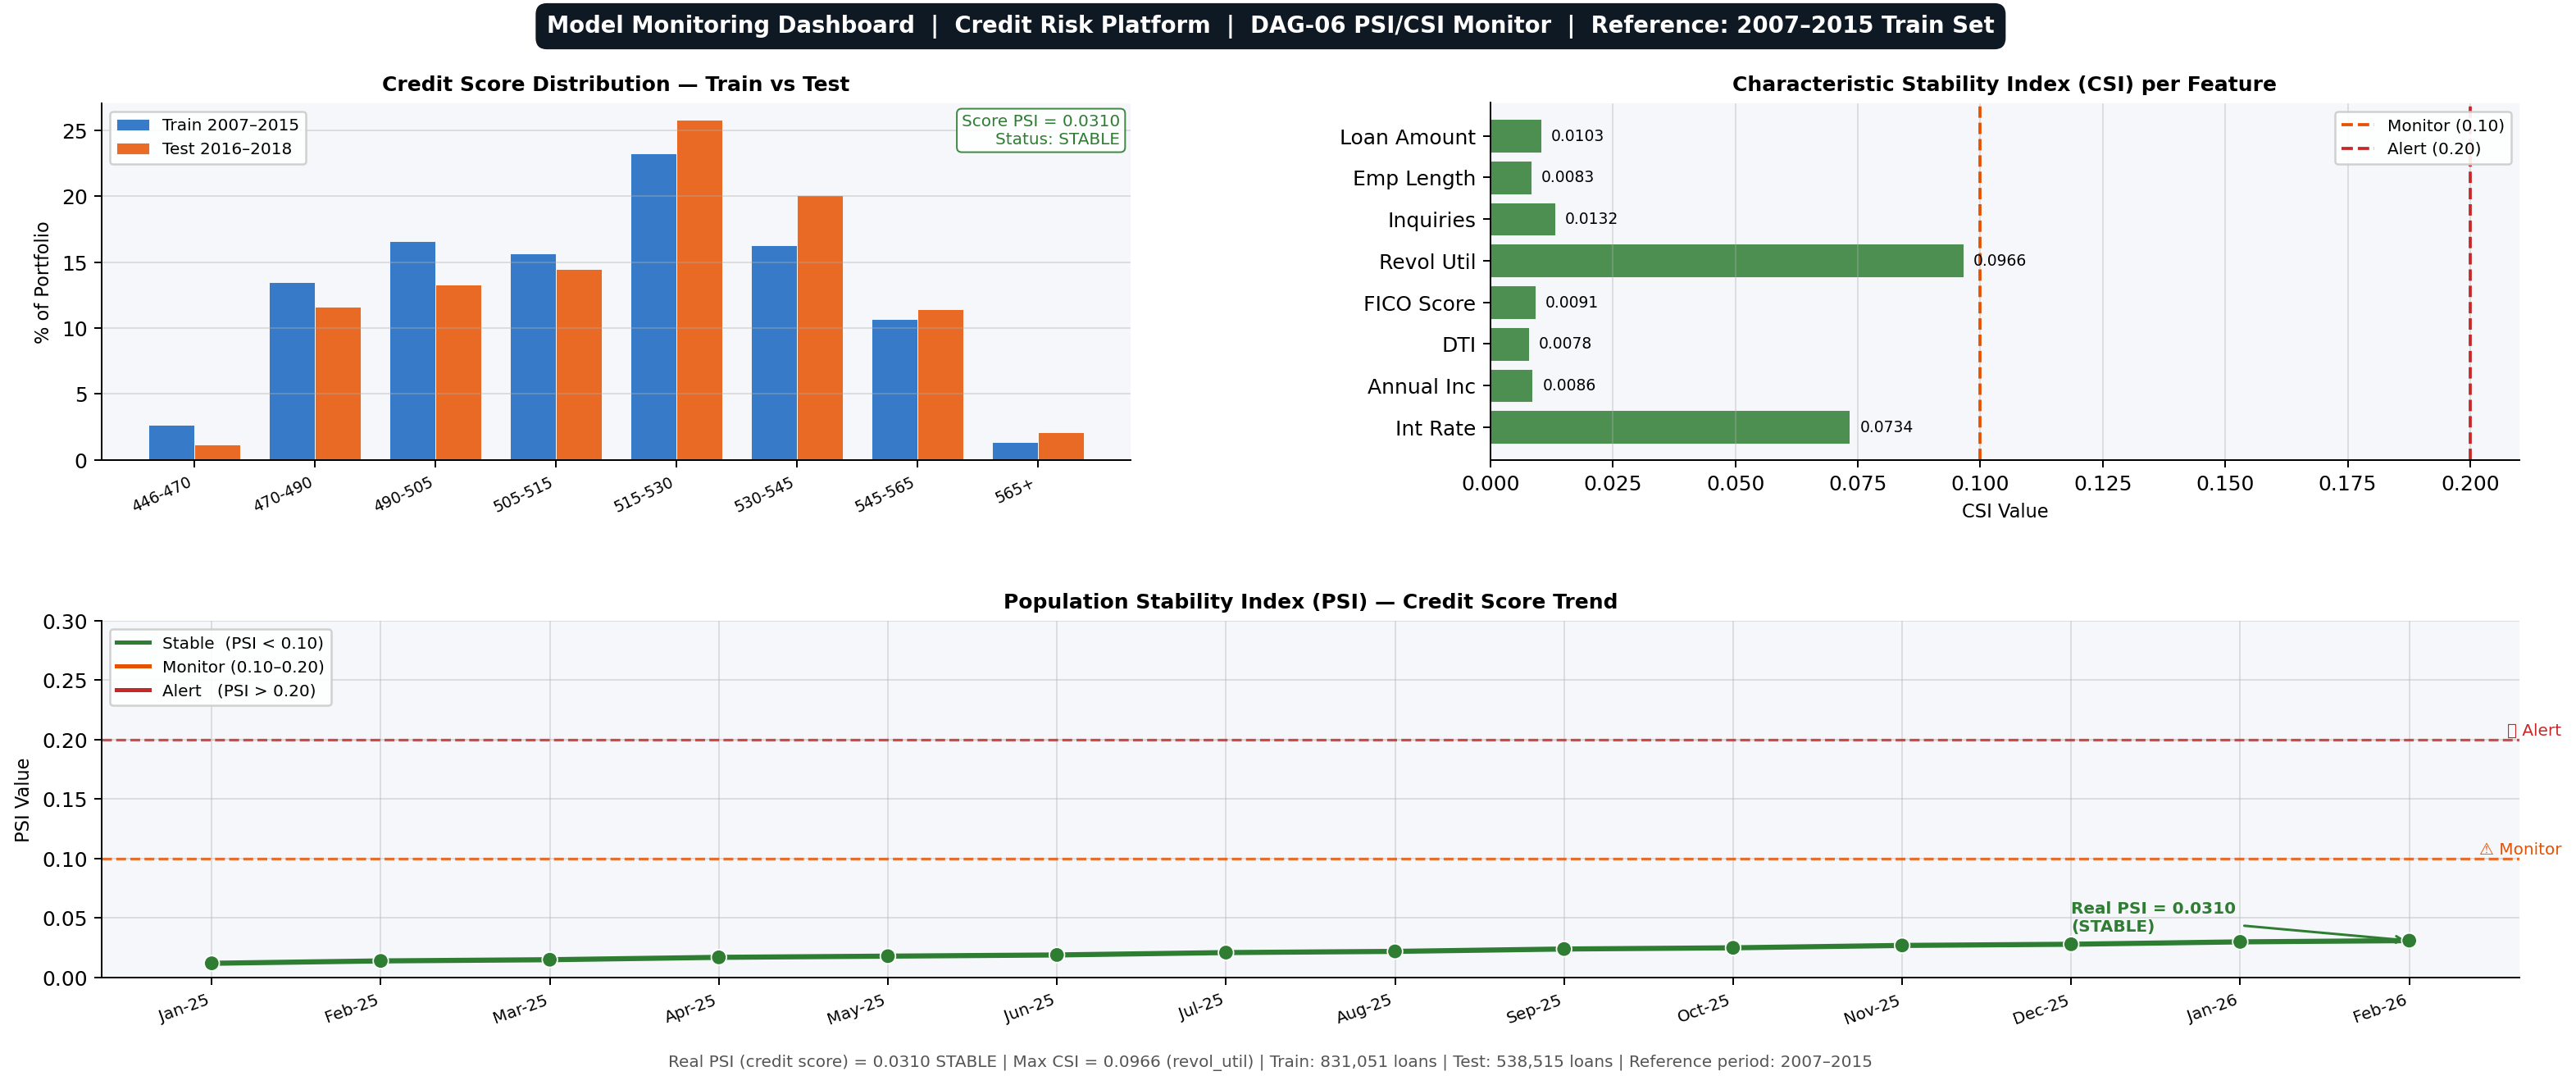 Model Monitoring Dashboard | Credit Risk Platform | DAG-06 PSI/CSI Monitor | Reference: 2007–2015 Train Set
Credit Score Distribution — Train vs Test
Train 2007–2015
Test 2016–2018
Score PSI = 0.0310
Status: STABLE
% of Portfolio
25
20
15
10
5
0
446-470
470-490
490-505
505-515
515-530
530-545
545-565
565+
Characteristic Stability Index (CSI) per Feature
Monitor (0.10)
Alert (0.20)
Loan Amount 0.0103
Emp Length 0.0083
Inquiries 0.0132
Revol Util 0.0966
FICO Score 0.0091
DTI 0.0078
Annual Inc 0.0086
Int Rate 0.0734
0.000 0.025 0.050 0.075 0.100 0.125 0.150 0.175 0.200
CSI Value
Population Stability Index (PSI) — Credit Score Trend
Stable (PSI < 0.10)
Monitor (0.10–0.20)
Alert (PSI > 0.20)
PSI Value
0.30
0.25
0.20
0.15
0.10
0.05
0.00
Alert
⚠ Monitor
Real PSI = 0.0310
(STABLE)
Jan-25
Feb-25
Mar-25
Apr-25
May-25
Jun-25
Jul-25
Aug-25
Sep-25
Oct-25
Nov-25
Dec-25
Jan-26
Feb-26
Real PSI (credit score) = 0.0310 STABLE | Max CSI = 0.0966 (revol_util) | Train: 831,051 loans | Test: 538,515 loans | Reference period: 2007–2015